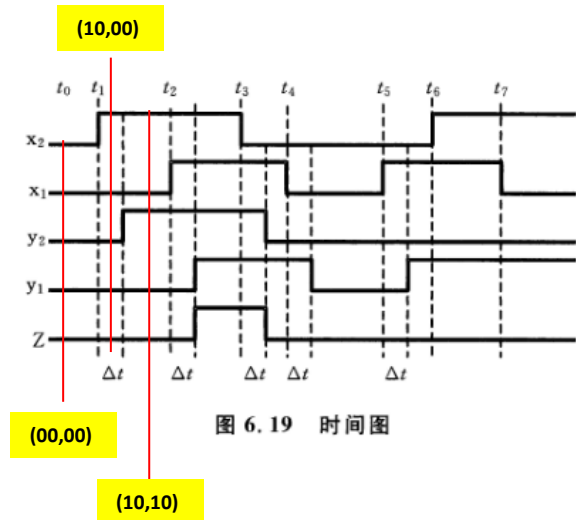 (10,00)
t₀ t₁ t₂ t₃ t₄ t₅ t₆ t₇
x₂
x₁
y₂
y₁
Z
Δt Δt Δt Δt Δt
(00,00)
图 6.19 时间图
(10,10)